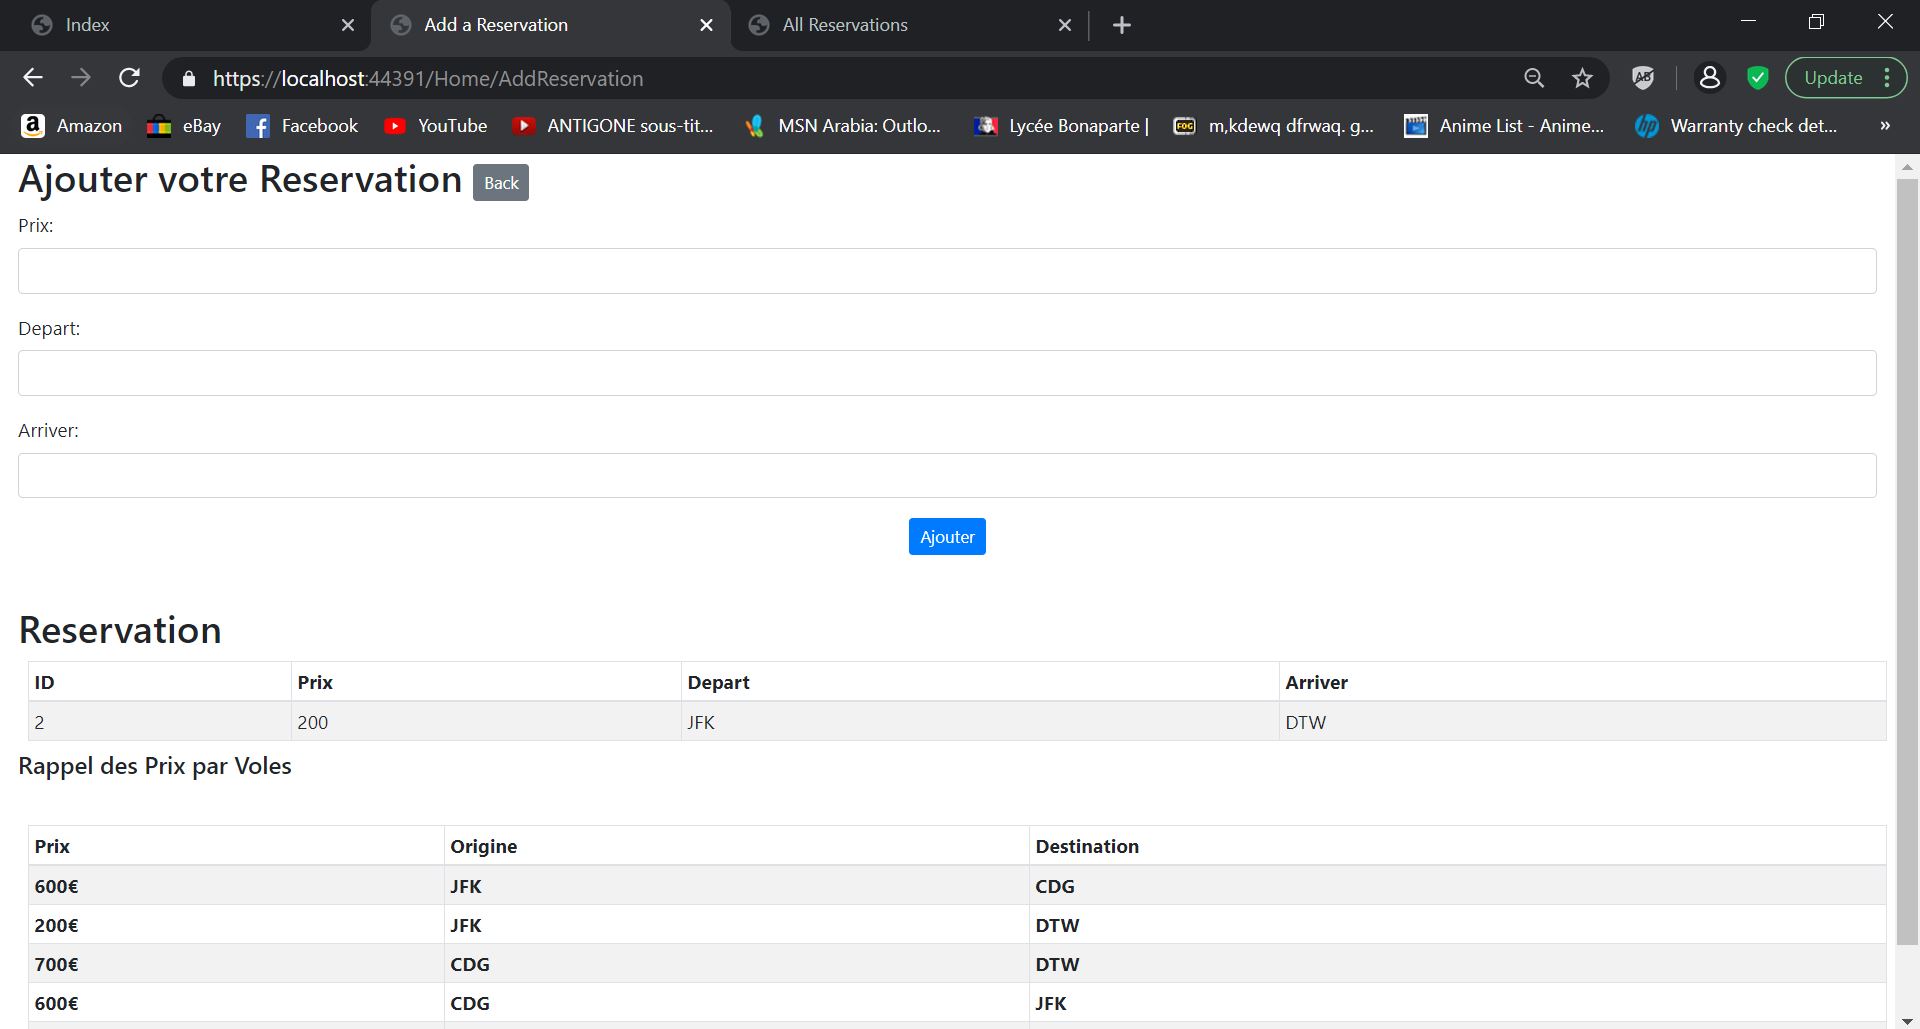 Index
Add a Reservation
All Reservations
https://localhost:44391/Home/AddReservation
Update
Amazon
eBay
Facebook
YouTube
ANTIGONE sous-tit...
MSN Arabia: Outlo...
Lycée Bonaparte |
m,kdewq dfrwaq. g...
Anime List - Anime...
Warranty check det...
»
Ajouter votre Reservation Back
Prix:
Depart:
Arriver:
Ajouter
Reservation
ID Prix Depart Arriver
2 200 JFK DTW
Rappel des Prix par Voles
Prix Origine Destination
600€ JFK CDG
200€ JFK DTW
700€ CDG DTW
600€ CDG JFK